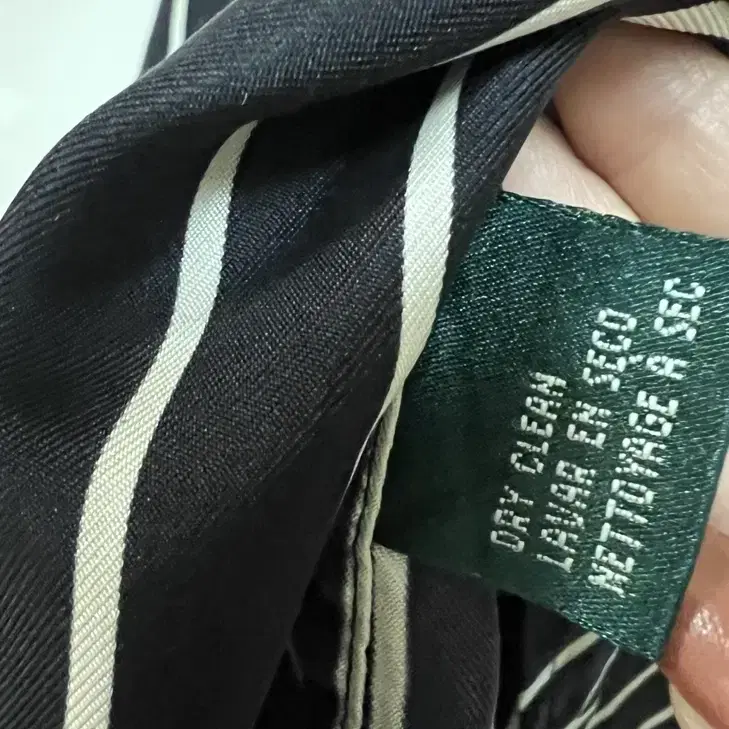 DRY CLEAN
LAVAR EN SECO
NETTOYAGE A SEC